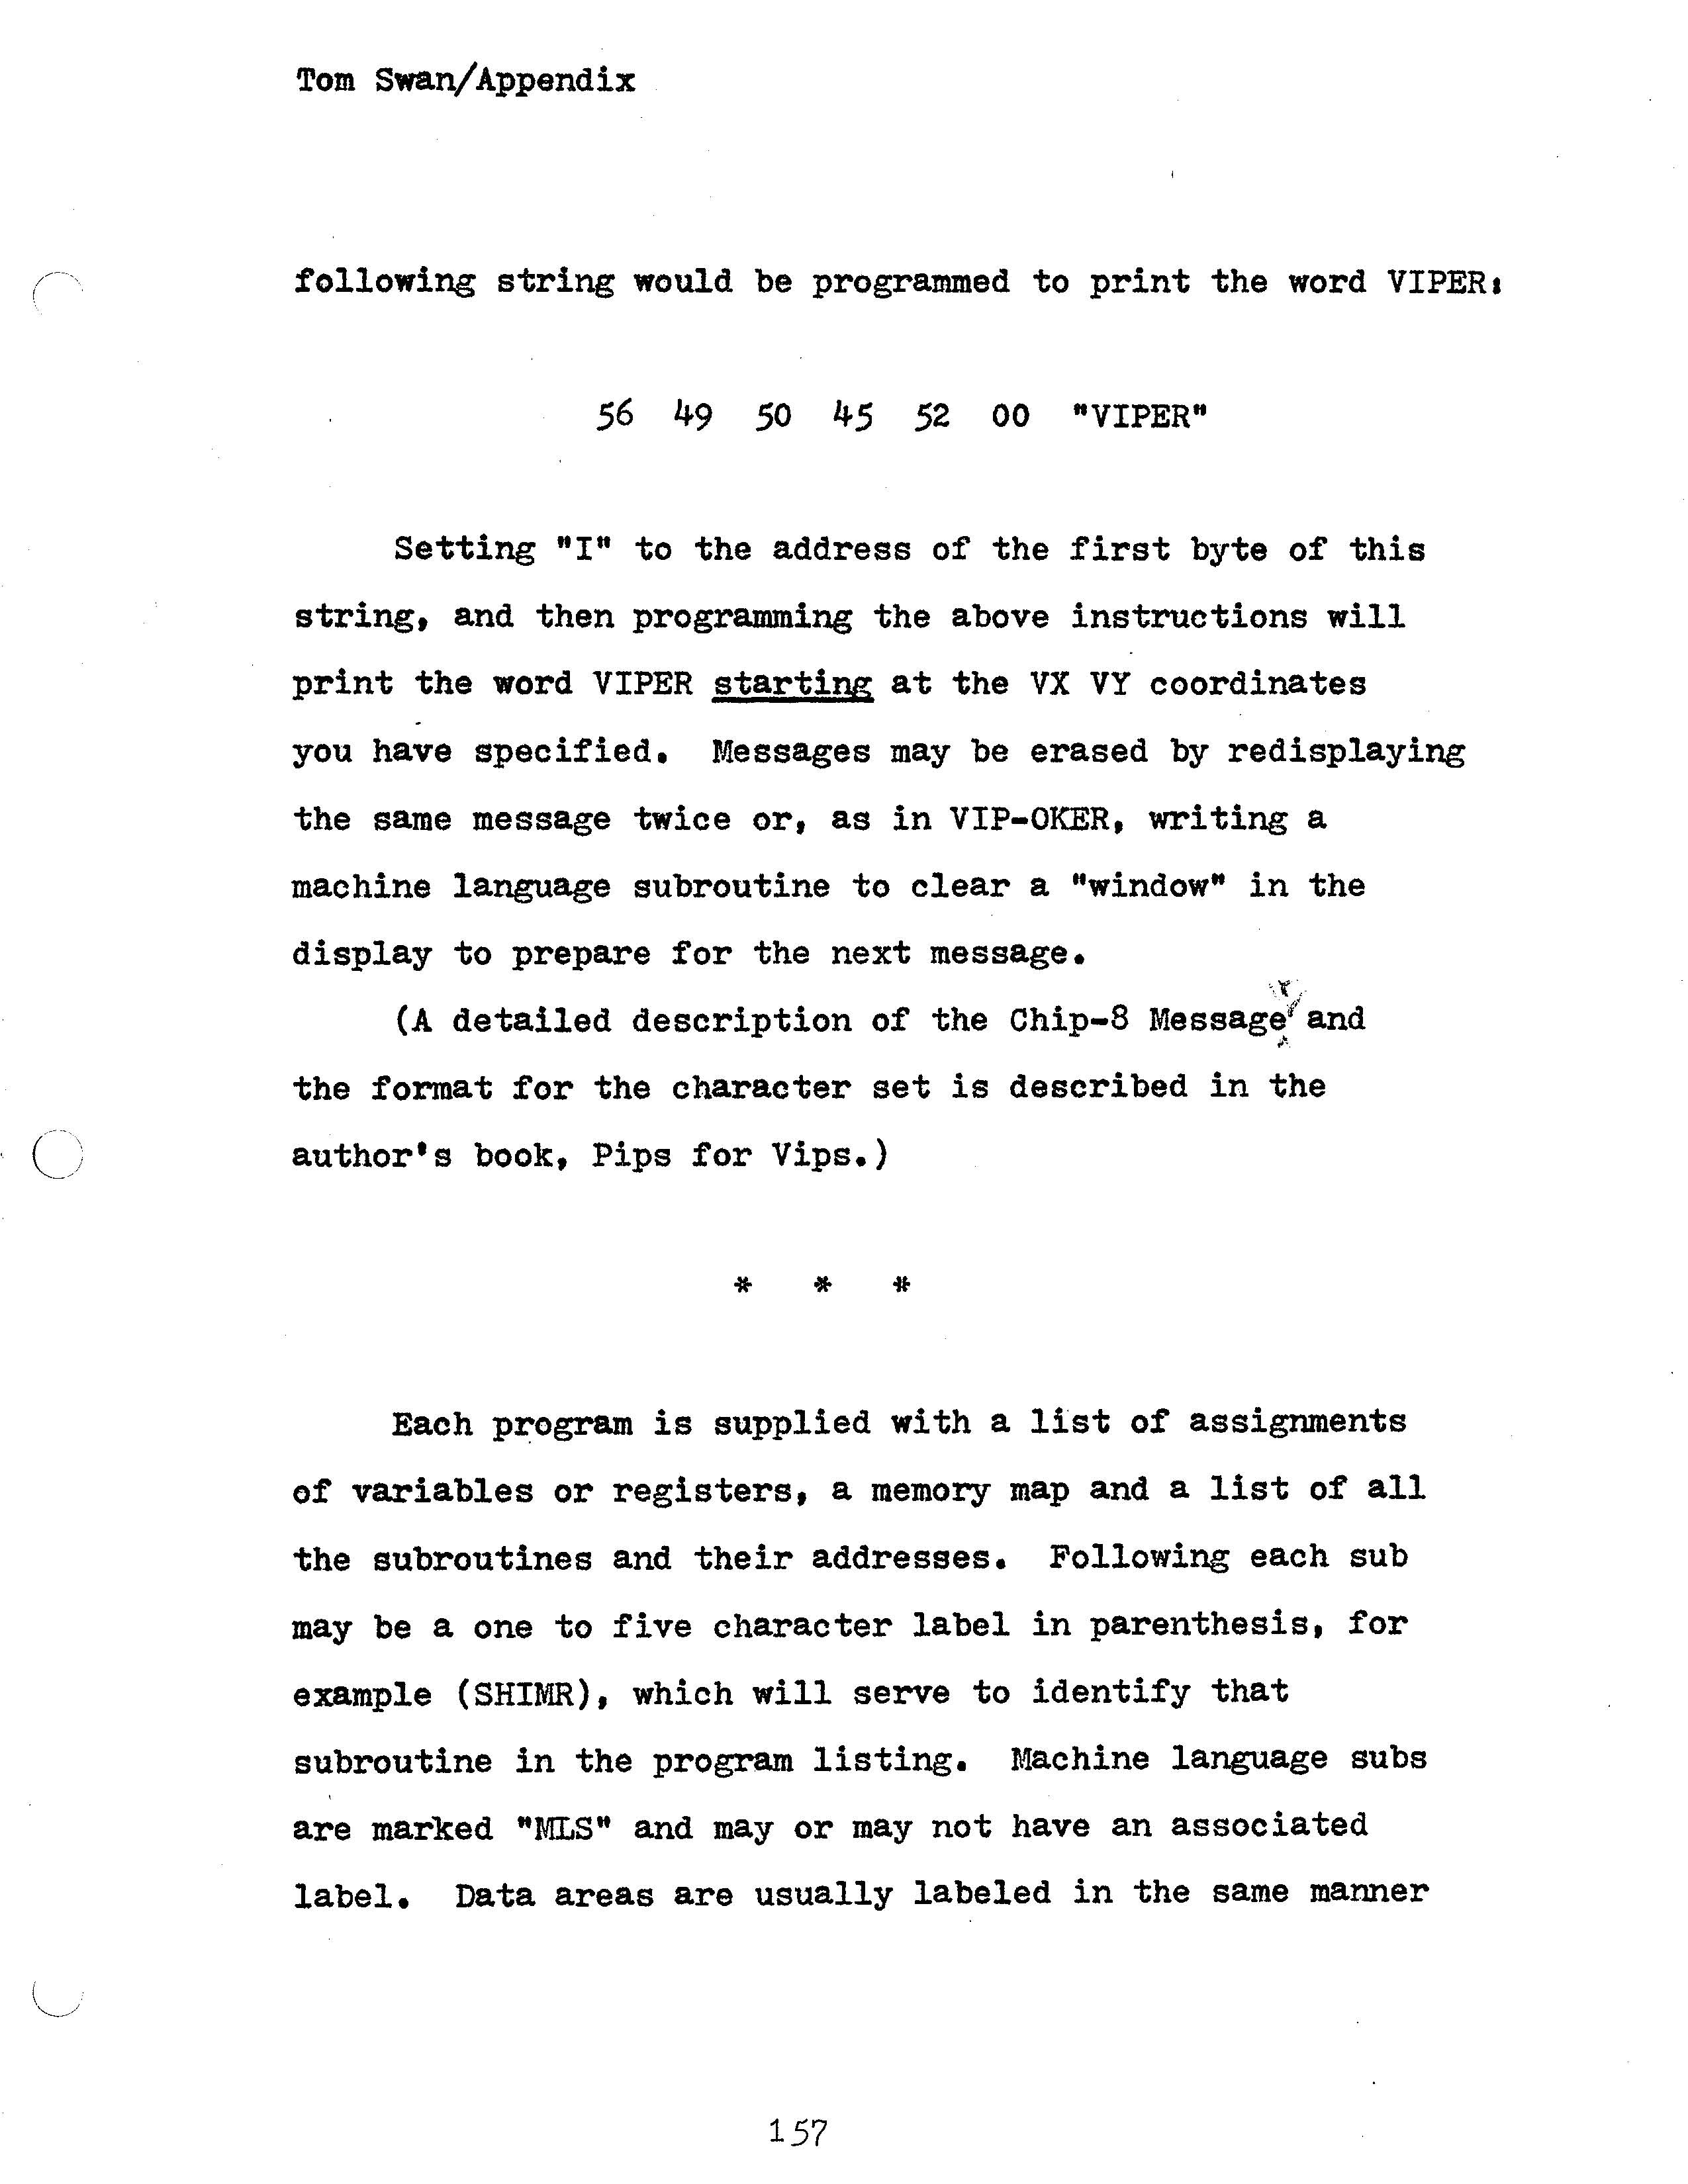 Tom Swan/Appendix
following string would be programmed to print the word VIPER:
56 49 50 45 52 00 "VIPER"
Setting "I" to the address of the first byte of this
string, and then programming the above instructions will
print the word VIPER starting at the VX VY coordinates
you have specified. Messages may be erased by redisplaying
the same message twice or, as in VIP-OKER, writing a
machine language subroutine to clear a "window" in the
display to prepare for the next message.
(A detailed description of the Chip-8 Message and
the format for the character set is described in the
author's book, Pips for Vips.)
* * *
Each program is supplied with a list of assignments
of variables or registers, a memory map and a list of all
the subroutines and their addresses. Following each sub
may be a one to five character label in parenthesis, for
example (SHIMR), which will serve to identify that
subroutine in the program listing. Machine language subs
are marked "MLS" and may or may not have an associated
label. Data areas are usually labeled in the same manner
157